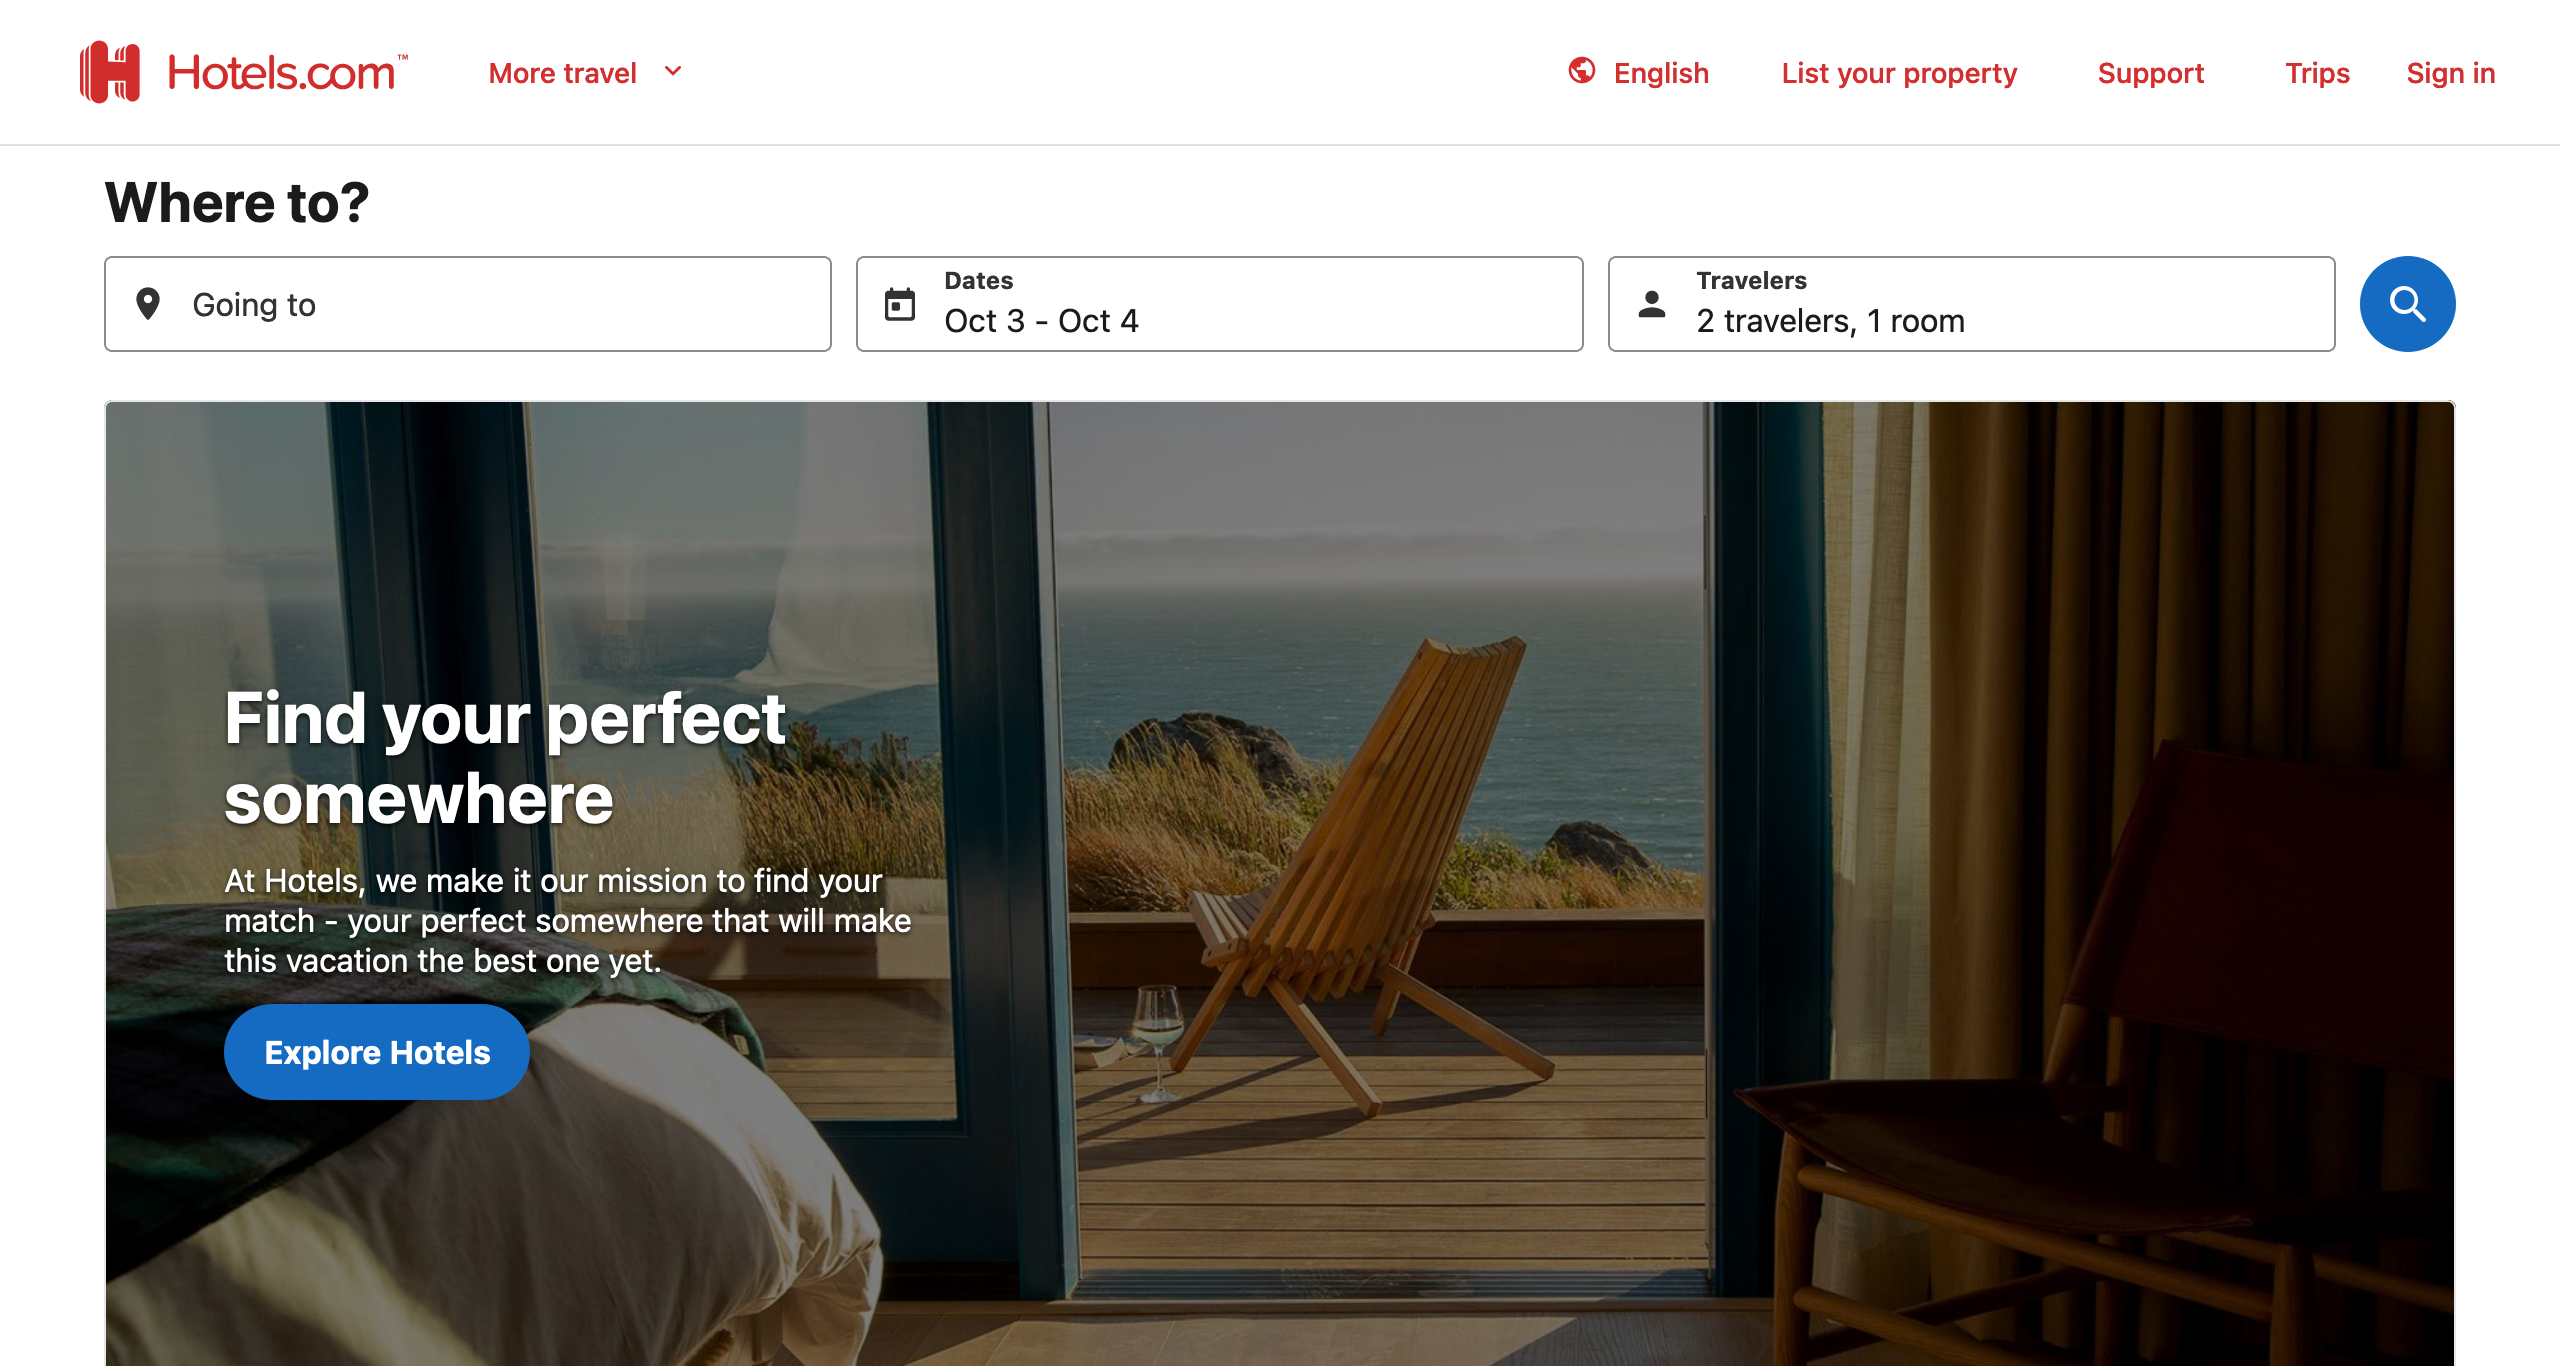 Hotels.com™
More travel
English
List your property
Support
Trips
Sign in
Where to?
Going to
Dates
Oct 3 - Oct 4
Travelers
2 travelers, 1 room
Find your perfect
somewhere
At Hotels, we make it our mission to find your
match - your perfect somewhere that will make
this vacation the best one yet.
Explore Hotels